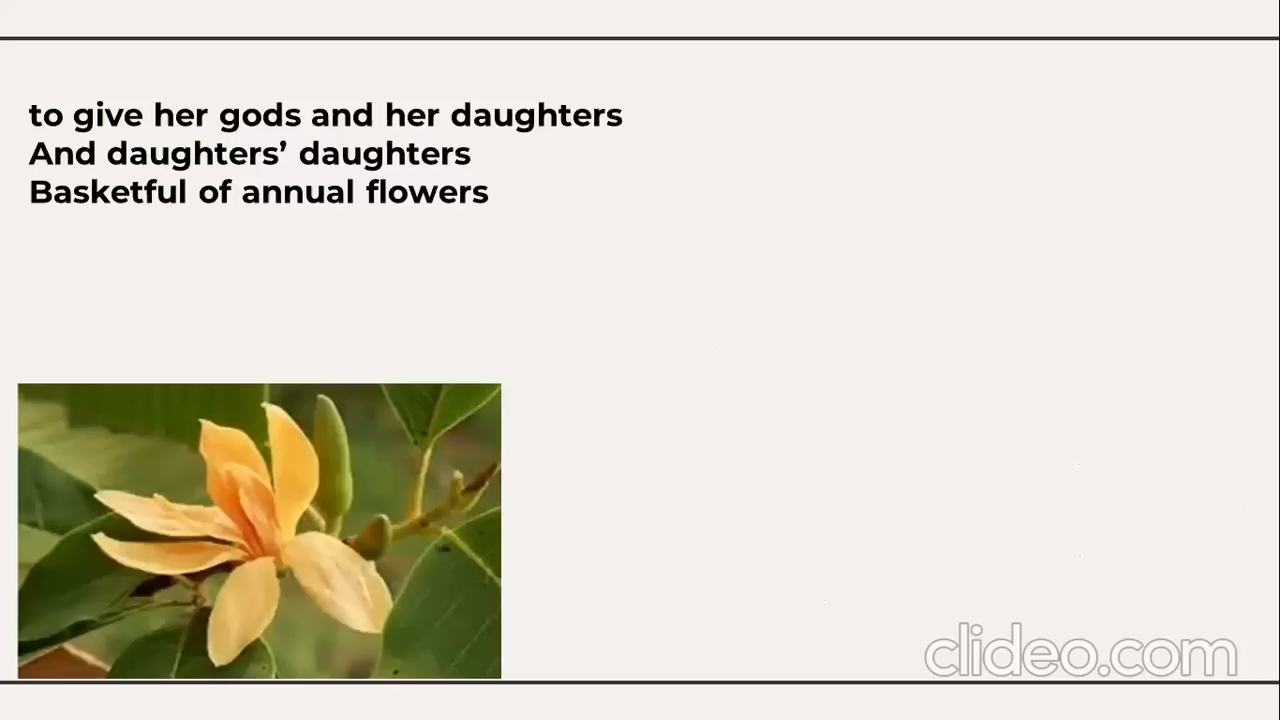 to give her gods and her daughters
And daughters’ daughters
Basketful of annual flowers
clideo.com